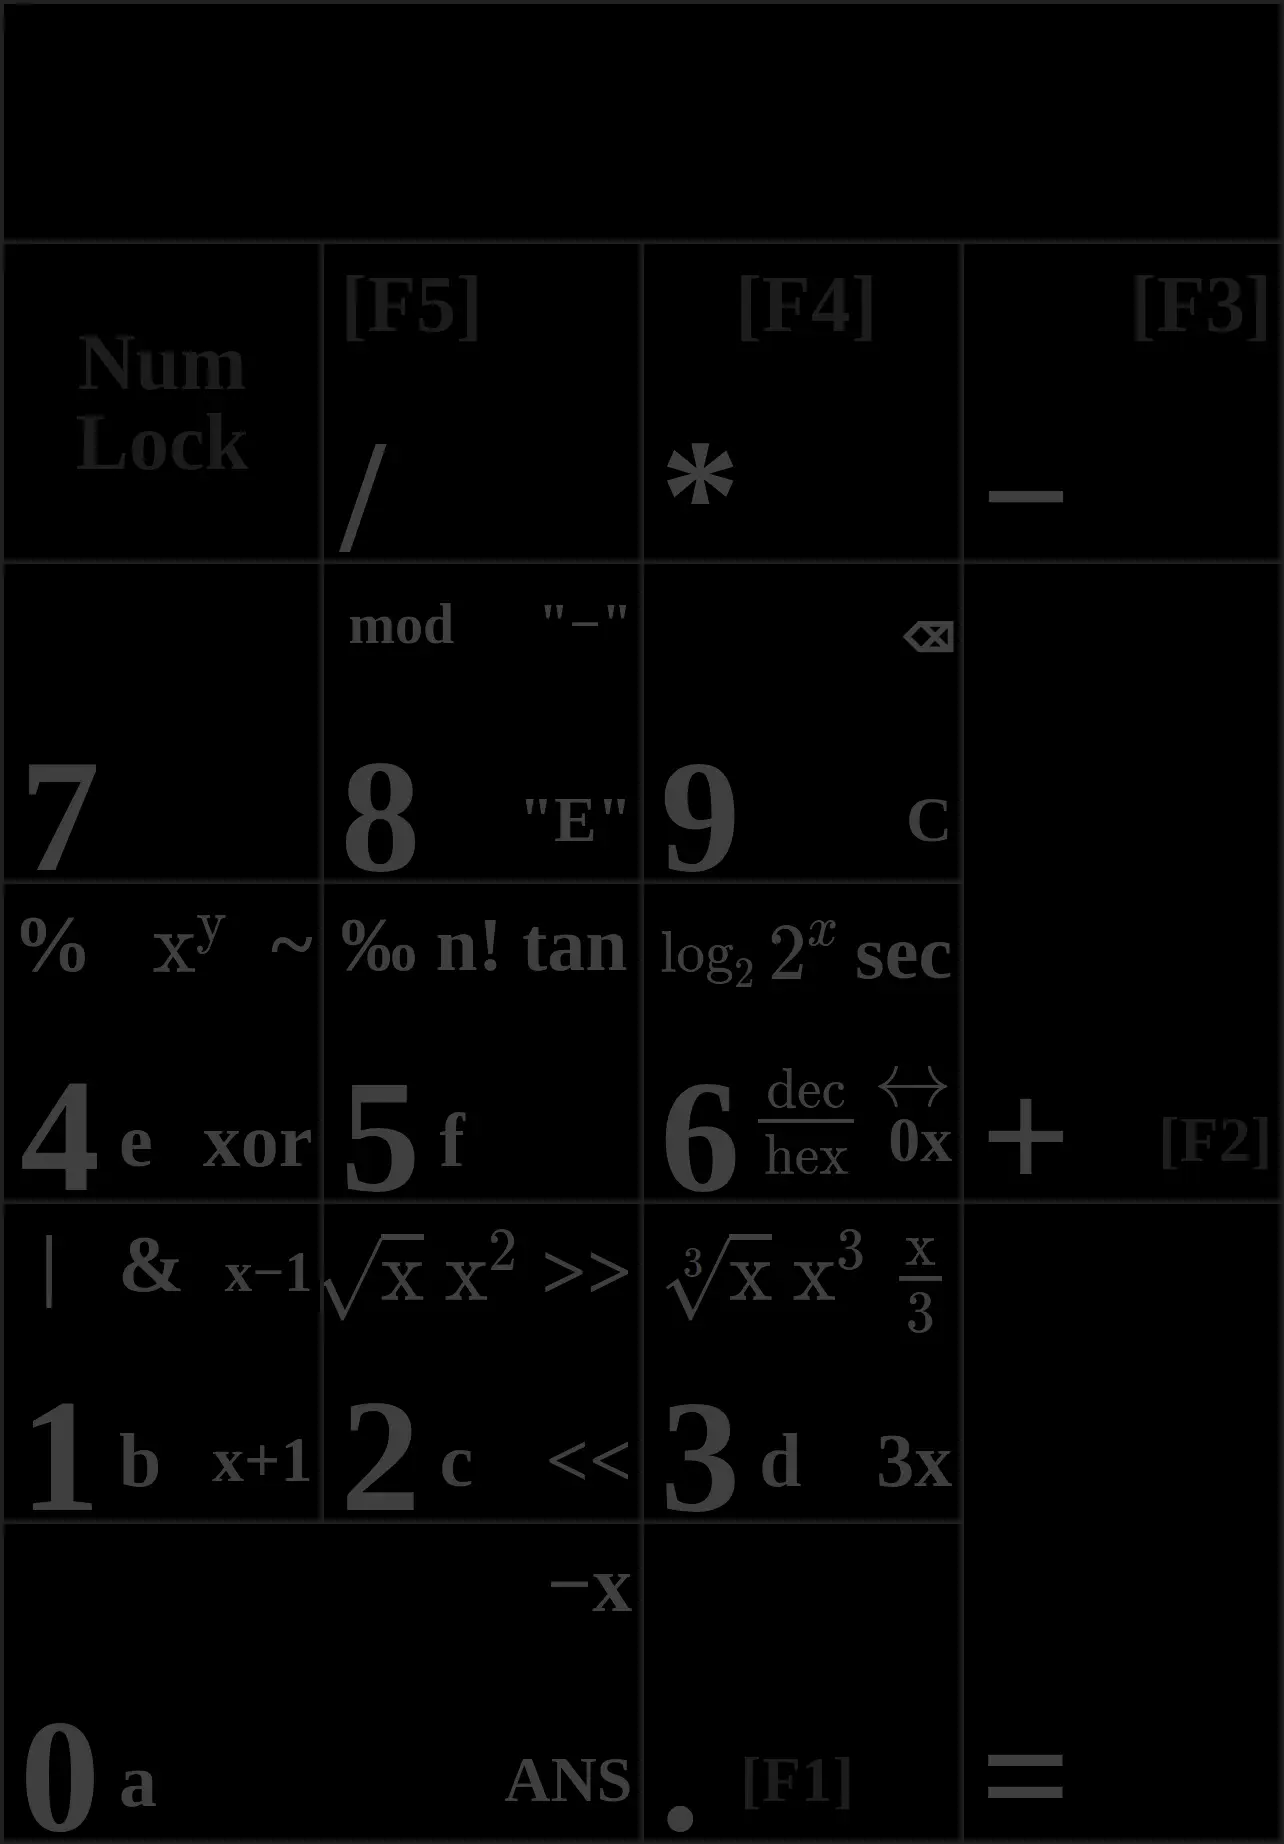 [F5] [F4] [F3]
Num
Lock
/ * −
mod "−" ⌫
7 8 "E" 9 C
% xʸ ~ ‰ n! tan log₂ 2ˣ sec
4 e xor 5 f 6 dec/hex ↔ 0x + [F2]
| & x−1 √x x² >> ∛x x³ x/3
1 b x+1 2 c << 3 d 3x
−x
0 a ANS . [F1] =